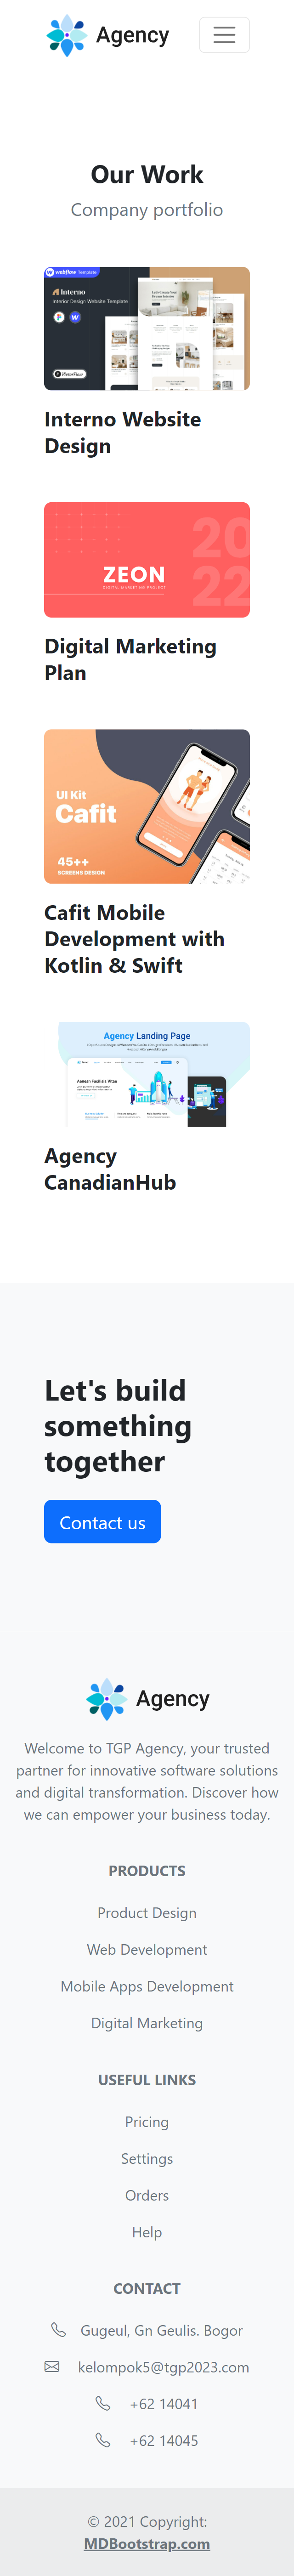 Agency
Our Work
Company portfolio
webflow Template
Interno
Interior Design Website
Template
Interno Website
Design
20
ZEON
DIGITAL MARKETING PROJECT
22
Digital Marketing
Plan
UI Kit
Cafit
45++
SCREENS DESIGN
Cafit Mobile
Development with
Kotlin & Swift
Agency Landing Page
Aenean Facilisis Vitae
Agency
CanadianHub
Let's build
something
together
Contact us
Agency
Welcome to TGP Agency, your trusted
partner for innovative software solutions
and digital transformation. Discover how
we can empower your business today.
PRODUCTS
Product Design
Web Development
Mobile Apps Development
Digital Marketing
USEFUL LINKS
Pricing
Settings
Orders
Help
CONTACT
Gugeul, Gn Geulis. Bogor
kelompok5@tgp2023.com
+62 14041
+62 14045
© 2021 Copyright:
MDBootstrap.com